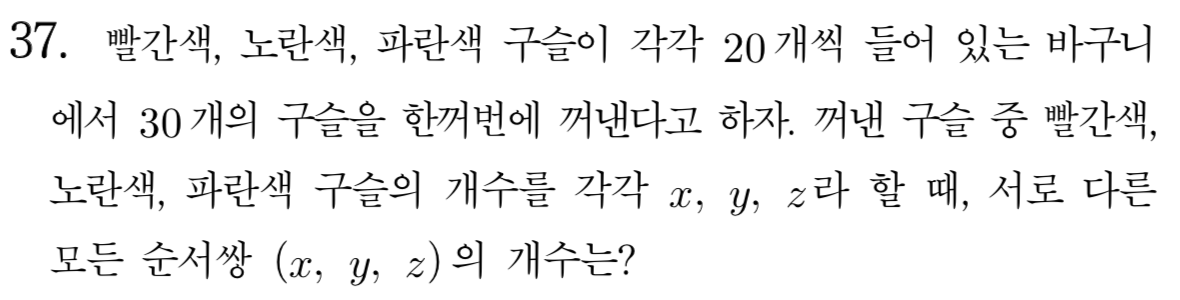 37. 빨간색, 노란색, 파란색 구슬이 각각 20개씩 들어 있는 바구니
에서 30개의 구슬을 한꺼번에 꺼낸다고 하자. 꺼낸 구슬 중 빨간색,
노란색, 파란색 구슬의 개수를 각각 x, y, z라 할 때, 서로 다른
모든 순서쌍 (x, y, z)의 개수는?